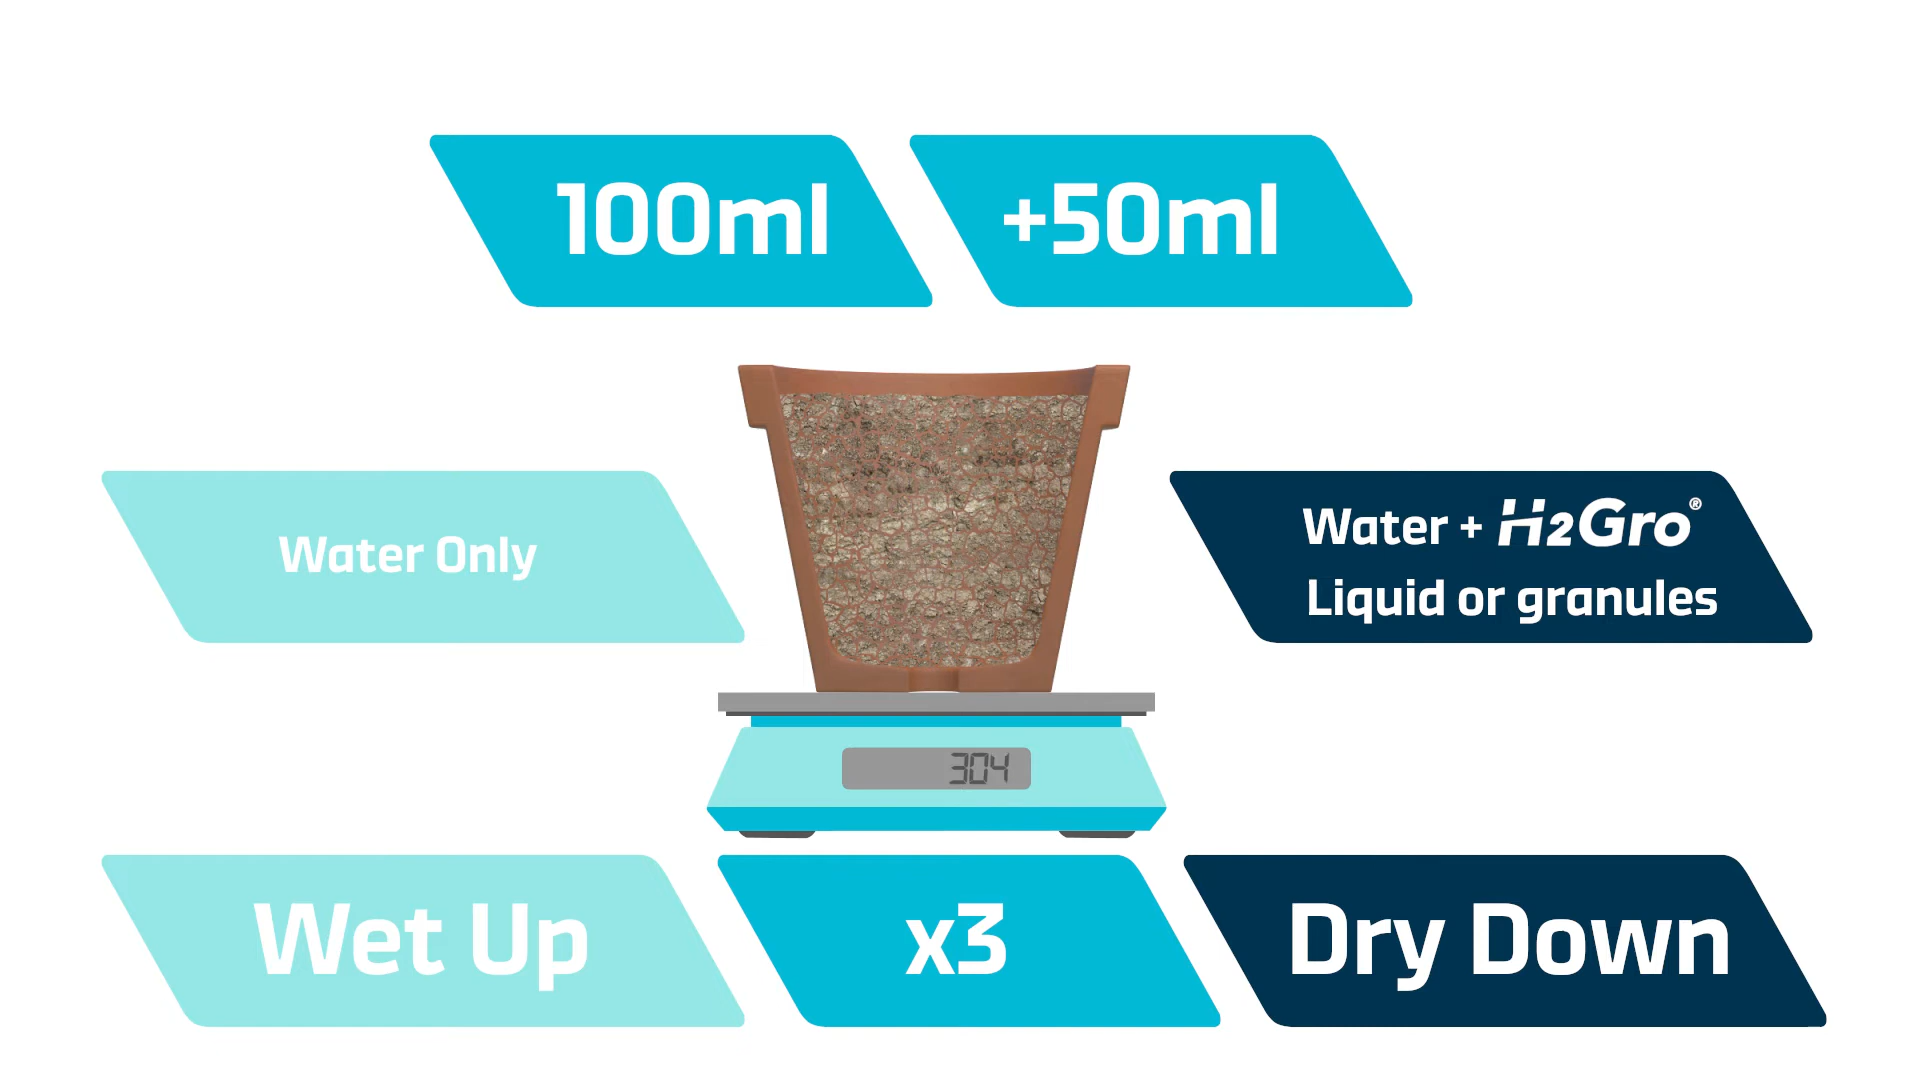 100ml
+50ml
Water Only
Water + H2Gro®
Liquid or granules
304
Wet Up
x3
Dry Down